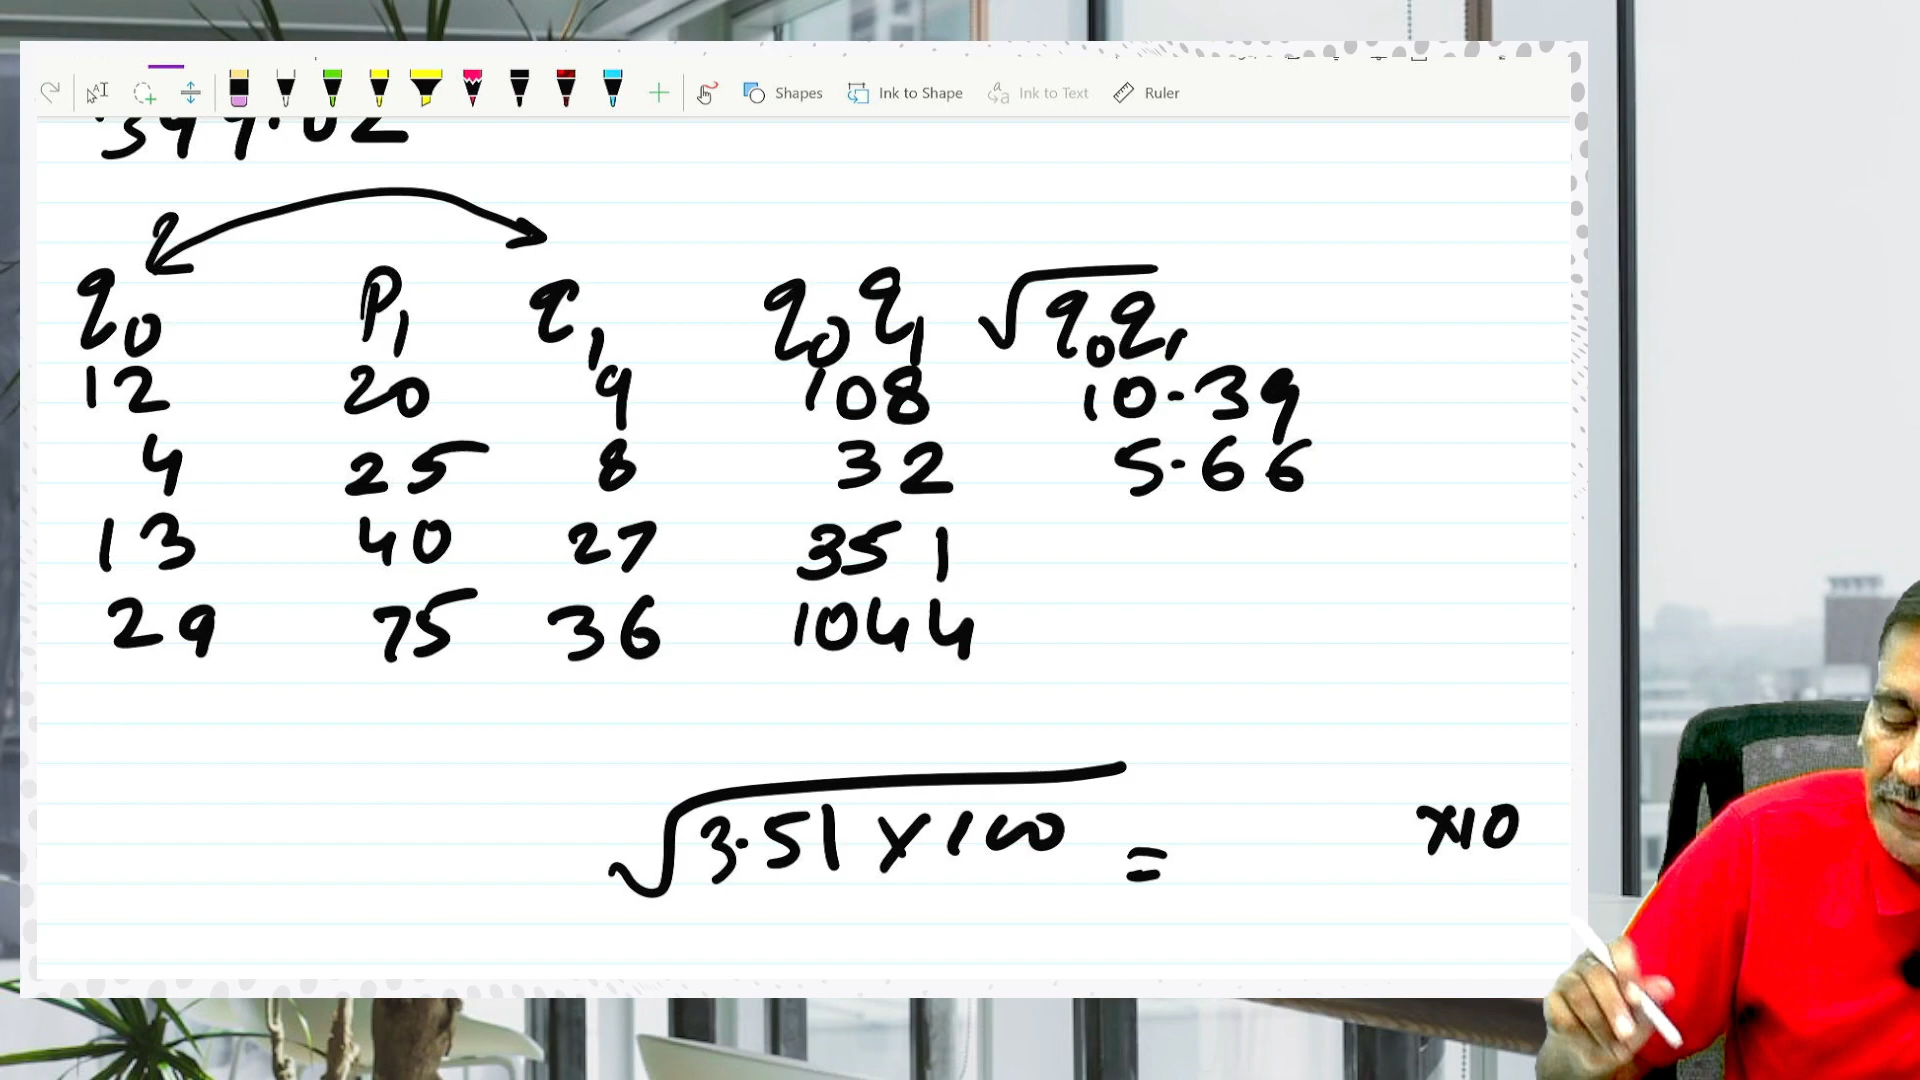 Shapes Ink to Shape Ink to Text Ruler
q₀ P₁ q₁ q₀q₁ √q₀q₁
12 20 9 108 10.39
4 25 8 32 5.66
13 40 27 351
29 75 36 1044
√3.51 x 100 = x10